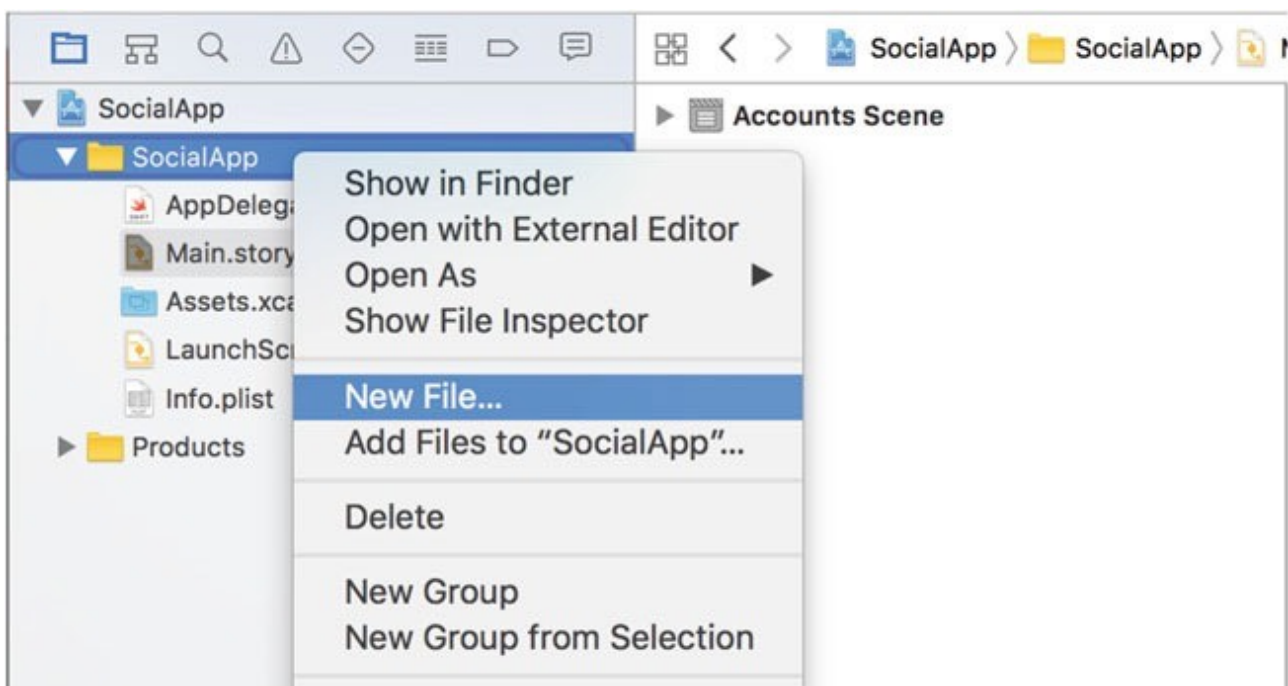 SocialApp SocialApp
Accounts Scene
SocialApp
SocialApp
AppDeleg
Main.story
Assets.xca
LaunchSc
Info.plist
Products
Show in Finder
Open with External Editor
Open As
Show File Inspector
New File...
Add Files to “SocialApp”...
Delete
New Group
New Group from Selection